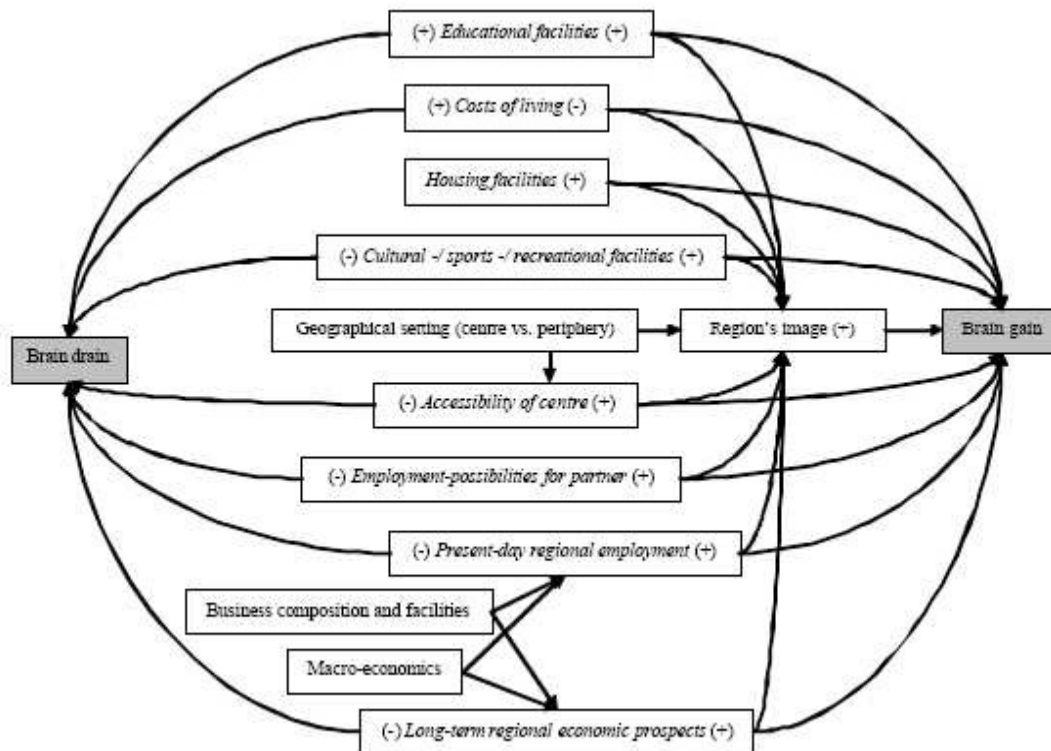 (+) Educational facilities (+)
(+) Costs of living (-)
Housing facilities (+)
(-) Cultural -/ sports -/ recreational facilities (+)
Geographical setting (centre vs. periphery)
Region's image (+)
Brain gain
Brain drain
(-) Accessibility of centre (+)
(-) Employment-possibilities for partner (+)
(-) Present-day regional employment (+)
Business composition and facilities
Macro-economics
(-) Long-term regional economic prospects (+)